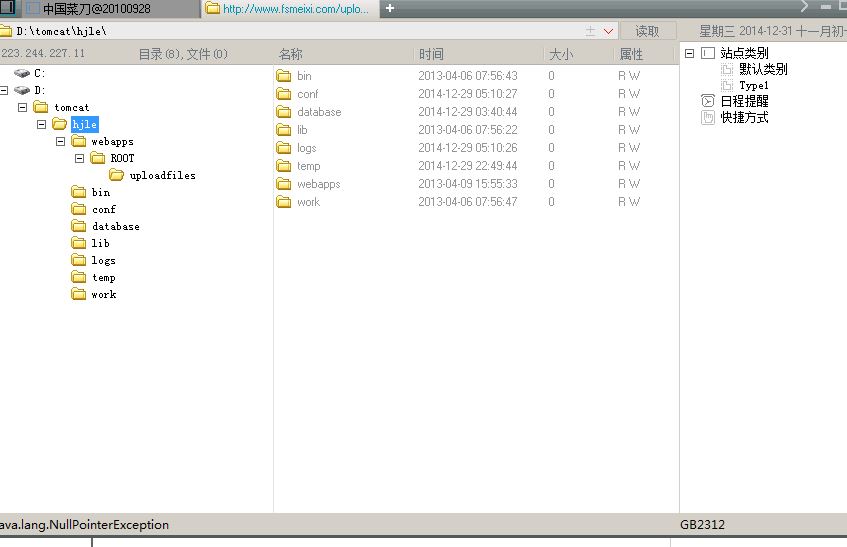 中国菜刀@20100928
http://www.fsmeixi.com/uplo...
D:\tomcat\hjle\
读取
星期三 2014-12-31 十一月初十
223.244.227.11
目录(8),文件(0)
名称 时间 大小 属性
C:
D:
tomcat
hjle
webapps
ROOT
uploadfiles
bin
conf
database
lib
logs
temp
work
bin 2013-04-06 07:56:43 0 R W
conf 2014-12-29 05:10:27 0 R W
database 2014-12-29 03:40:44 0 R W
lib 2013-04-06 07:56:22 0 R W
logs 2014-12-29 05:10:26 0 R W
temp 2014-12-29 22:49:44 0 R W
webapps 2013-04-09 15:55:33 0 R W
work 2013-04-06 07:56:47 0 R W
站点类别
默认类别
Type1
日程提醒
快捷方式
ava.lang.NullPointerException
GB2312